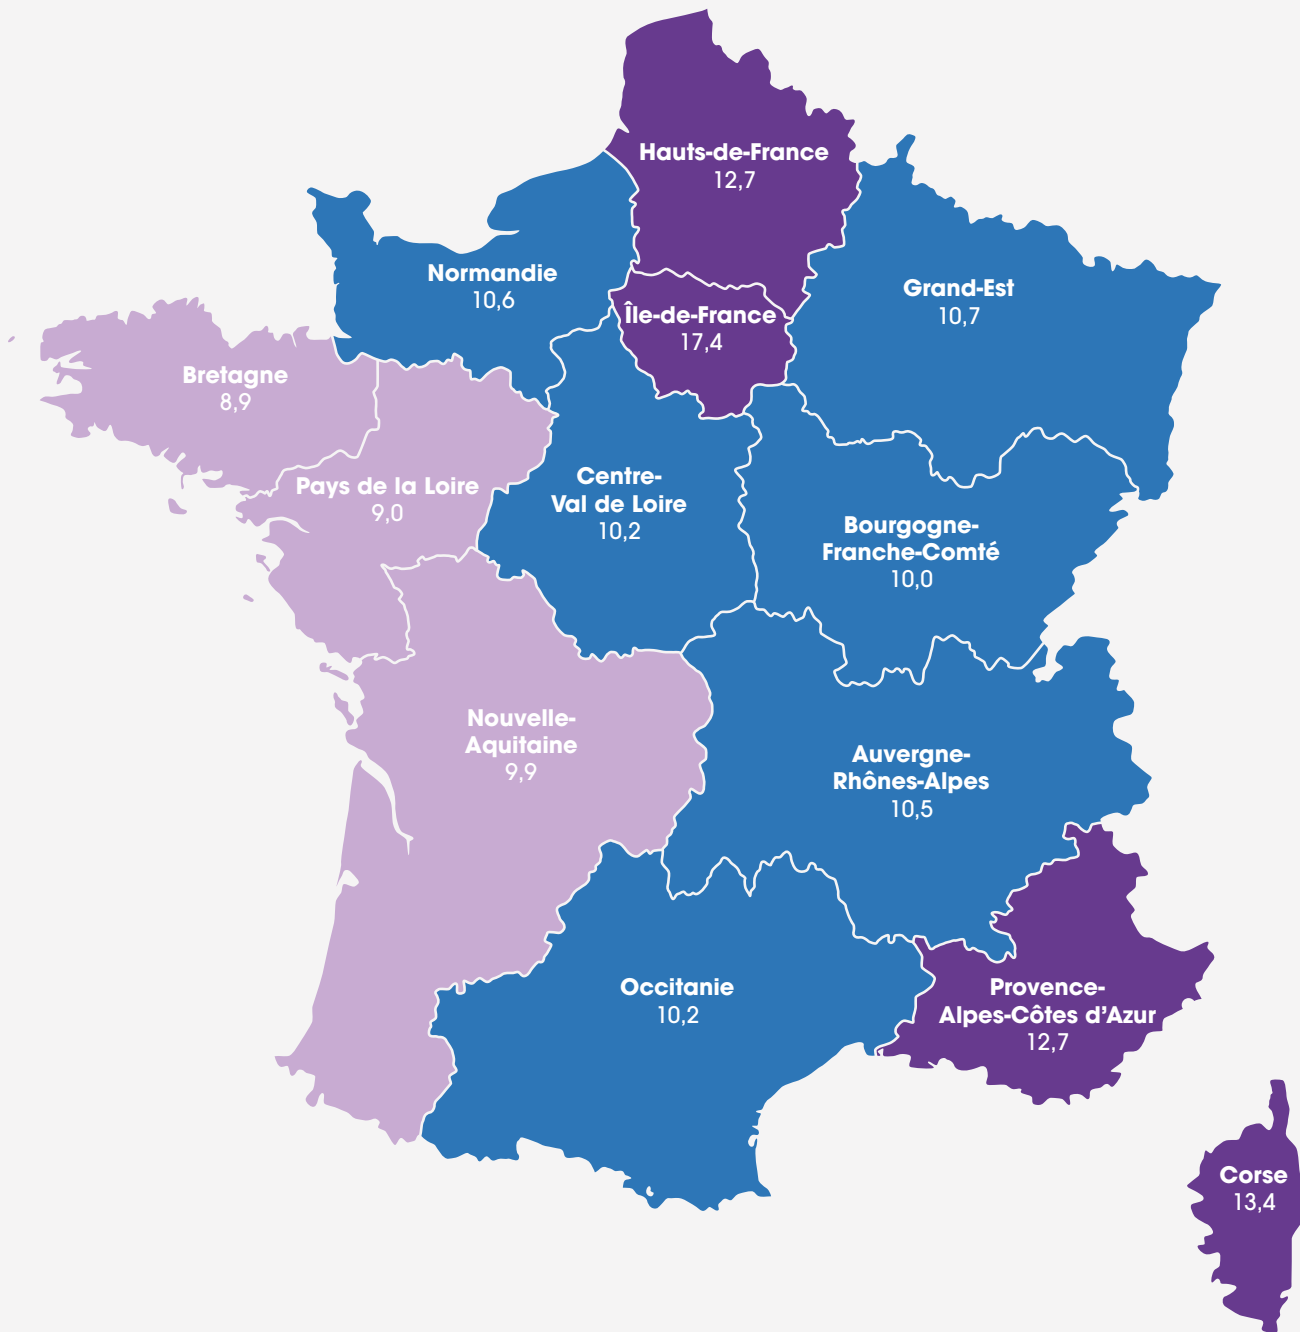 Hauts-de-France
12,7
Normandie
10,6
Île-de-France
17,4
Grand-Est
10,7
Bretagne
8,9
Pays de la Loire
9,0
Centre-
Val de Loire
10,2
Bourgogne-
Franche-Comté
10,0
Nouvelle-
Aquitaine
9,9
Auvergne-
Rhônes-Alpes
10,5
Occitanie
10,2
Provence-
Alpes-Côtes d'Azur
12,7
Corse
13,4